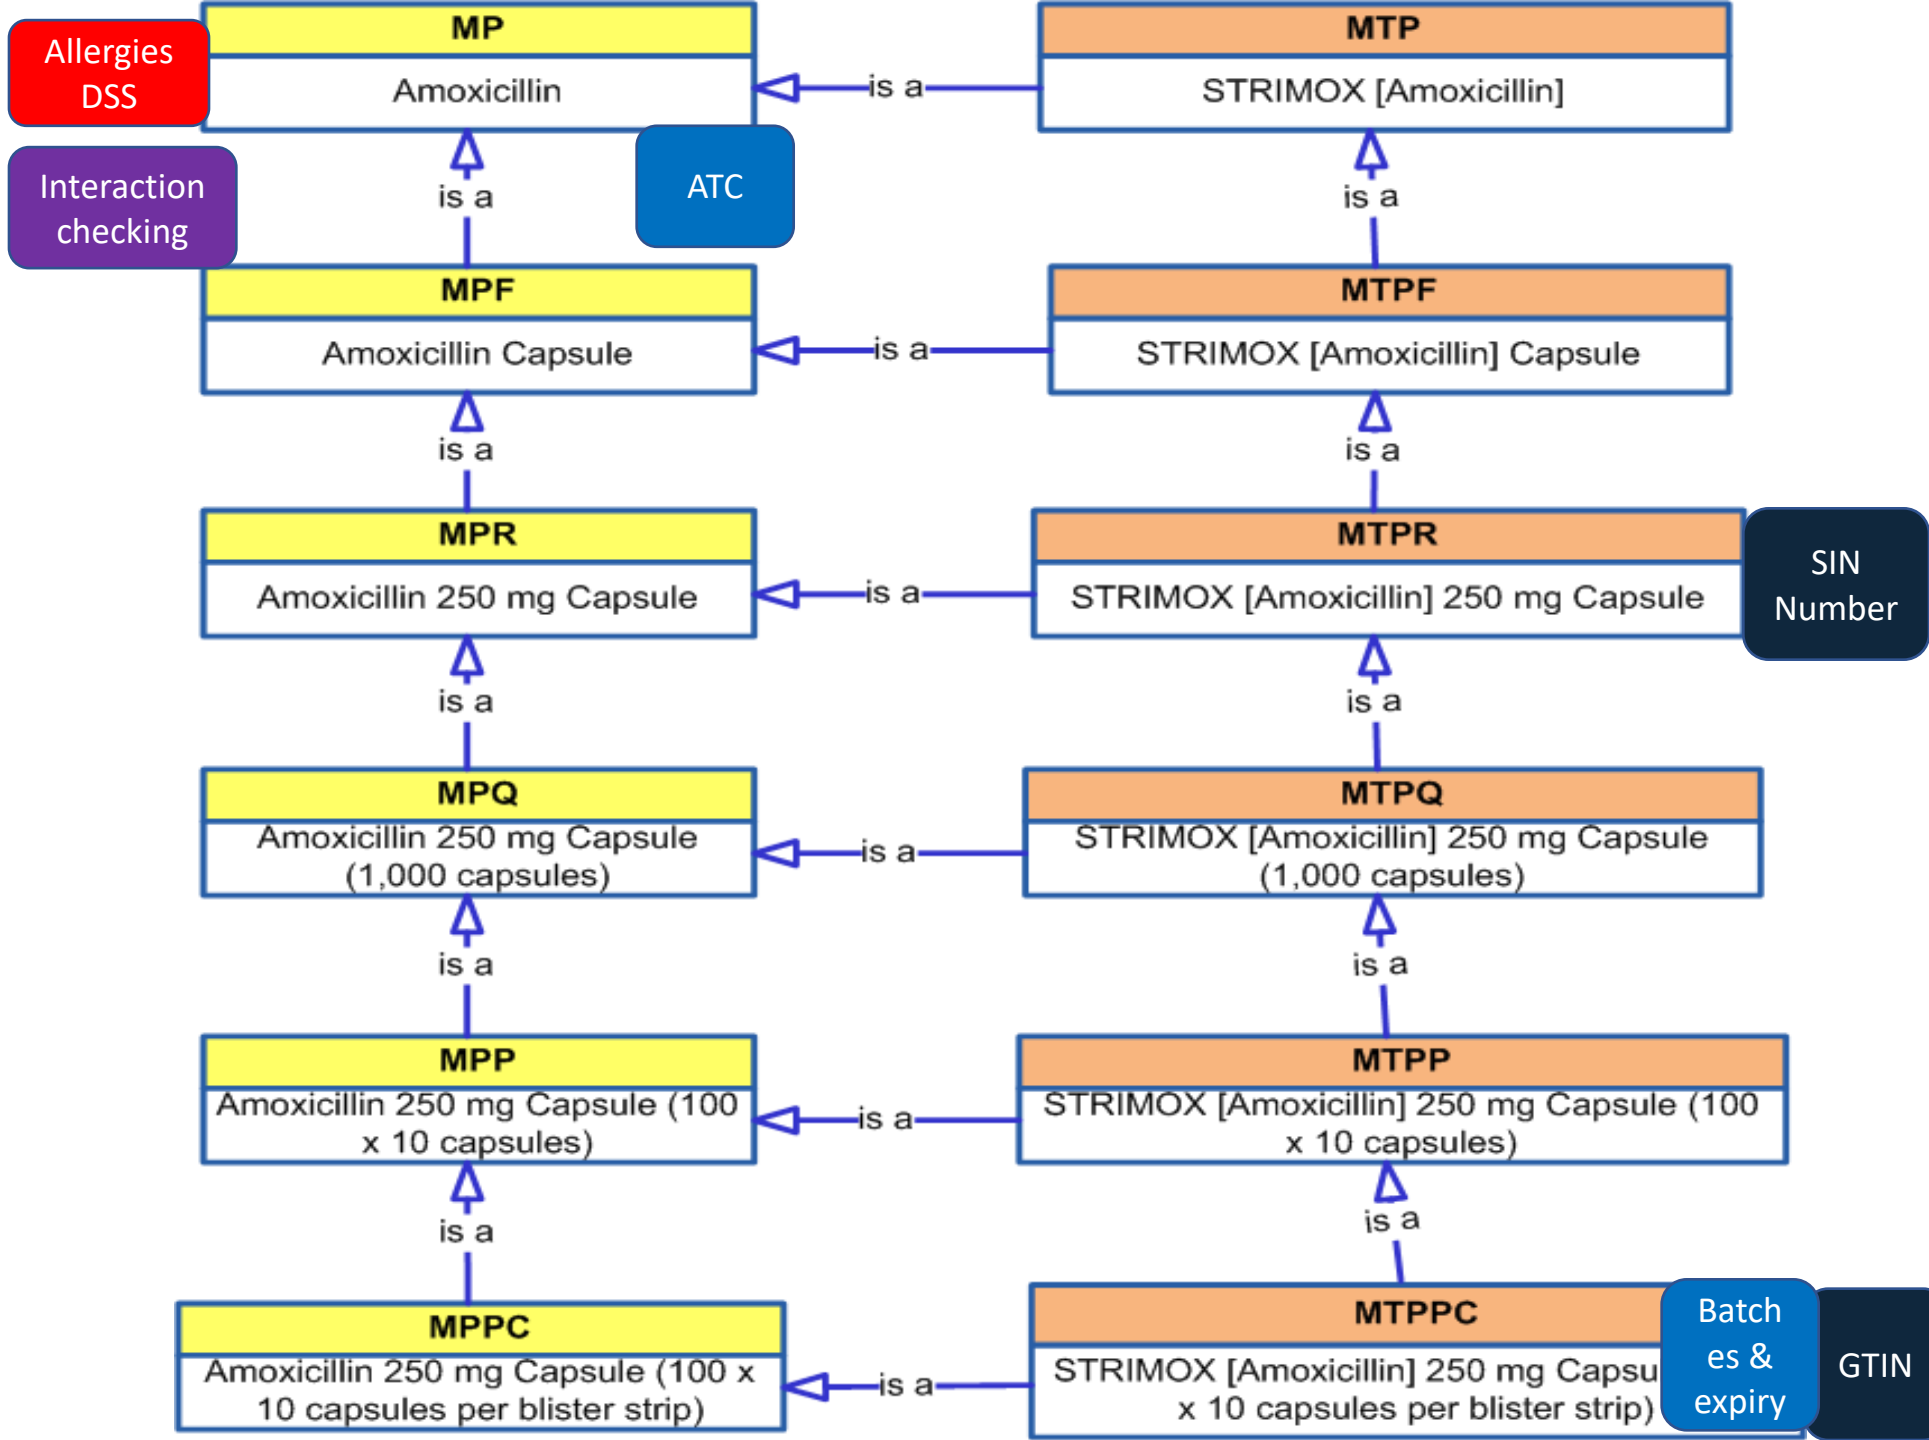 MP
MTP
Allergies
DSS
Amoxicillin
is a
STRIMOX [Amoxicillin]
Interaction
checking
is a
ATC
is a
MPF
MTPF
Amoxicillin Capsule
is a
STRIMOX [Amoxicillin] Capsule
is a
is a
MPR
MTPR
SIN
Number
Amoxicillin 250 mg Capsule
is a
STRIMOX [Amoxicillin] 250 mg Capsule
is a
is a
MPQ
MTPQ
Amoxicillin 250 mg Capsule
(1,000 capsules)
is a
STRIMOX [Amoxicillin] 250 mg Capsule
(1,000 capsules)
is a
is a
MPP
MTPP
Amoxicillin 250 mg Capsule (100
x 10 capsules)
is a
STRIMOX [Amoxicillin] 250 mg Capsule (100
x 10 capsules)
is a
is a
MPPC
MTPPC
Amoxicillin 250 mg Capsule (100 x
10 capsules per blister strip)
is a
STRIMOX [Amoxicillin] 250 mg Capsu
x 10 capsules per blister strip)
Batch
es &
expiry
GTIN